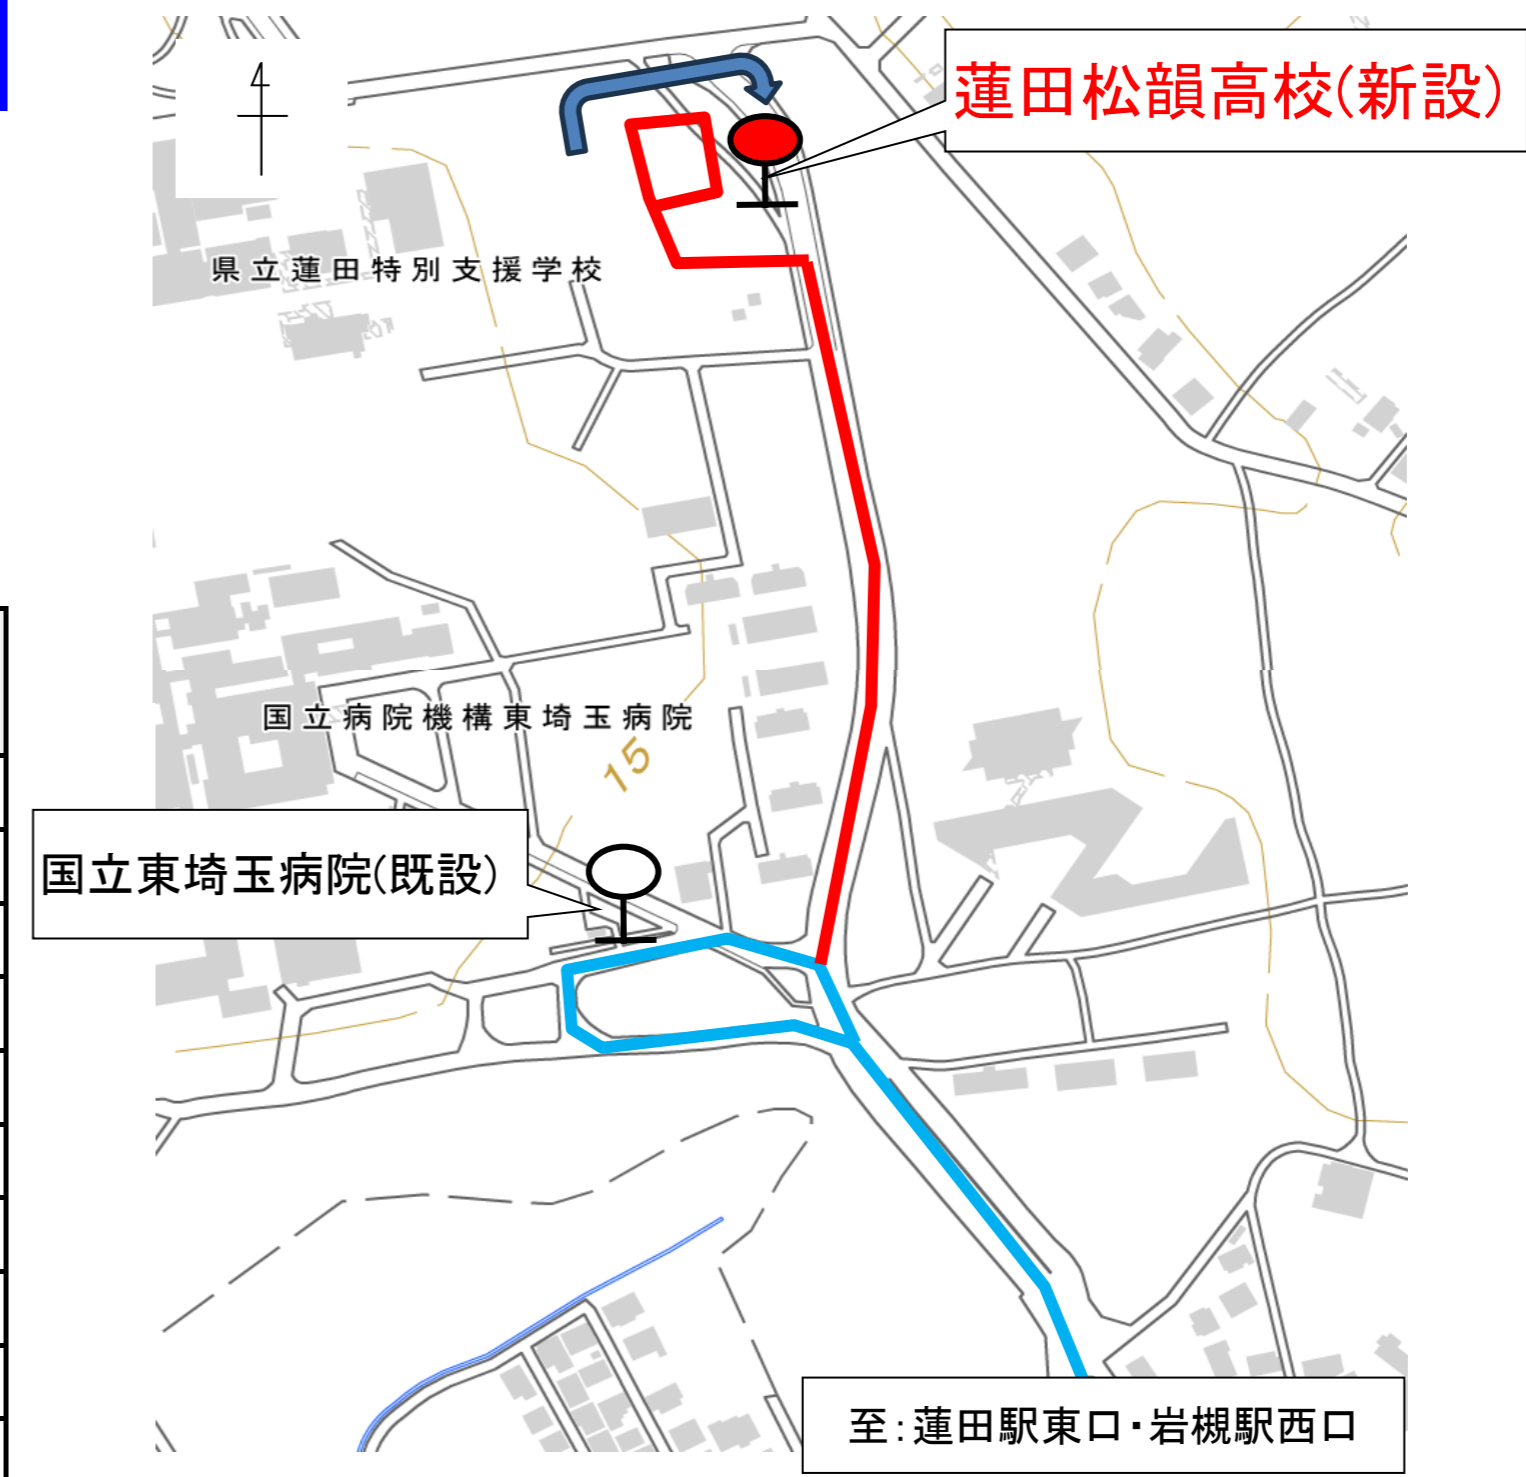 4
蓮田松韻高校(新設)
県立蓮田特別支援学校
国立病院機構東埼玉病院
15
国立東埼玉病院(既設)
至:蓮田駅東口・岩槻駅西口